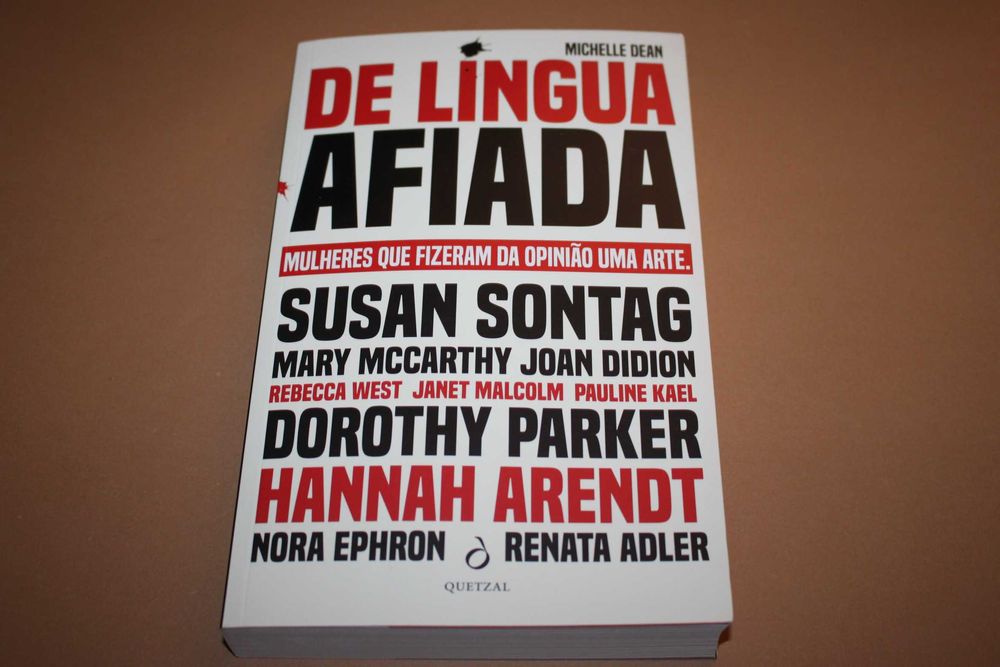 MICHELLE DEAN
DE LÍNGUA
AFIADA
MULHERES QUE FIZERAM DA OPINIÃO UMA ARTE.
SUSAN SONTAG
MARY MCCARTHY JOAN DIDION
REBECCA WEST JANET MALCOLM PAULINE KAEL
DOROTHY PARKER
HANNAH ARENDT
NORA EPHRON RENATA ADLER
QUETZAL